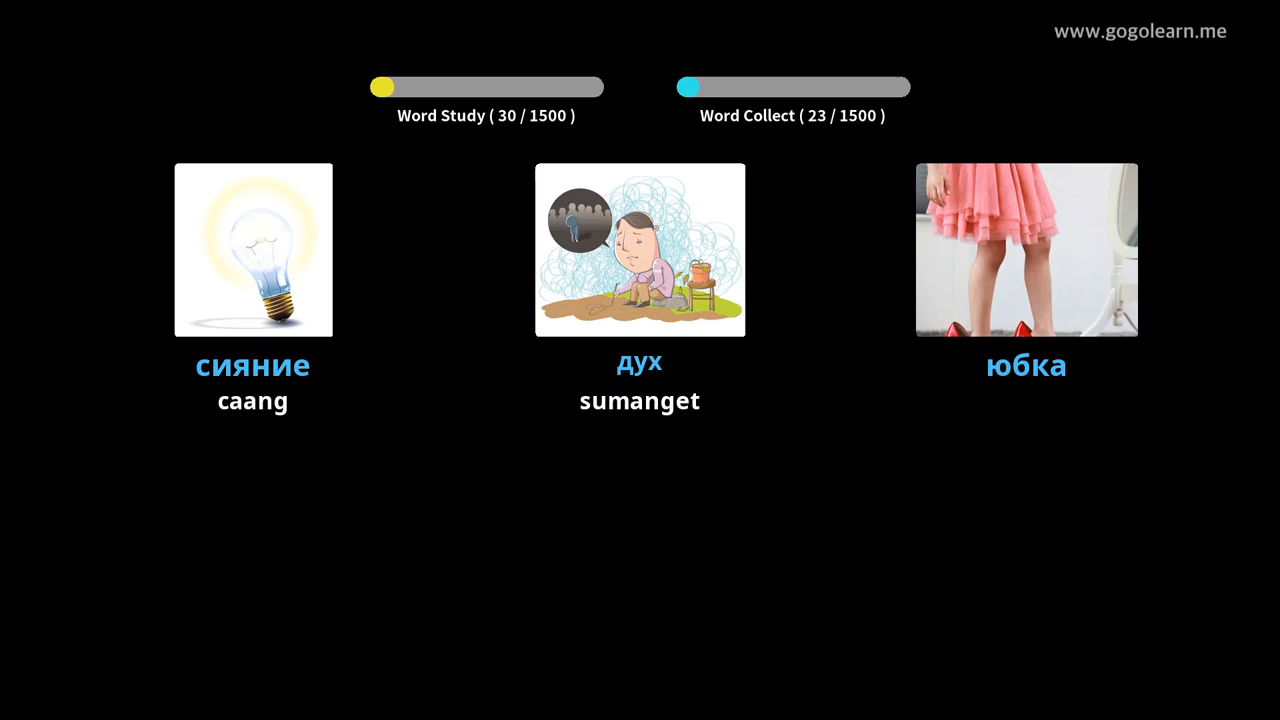 www.gogolearn.me
Word Study ( 30 / 1500 )
Word Collect ( 23 / 1500 )
сияние
caang
дух
sumanget
юбка